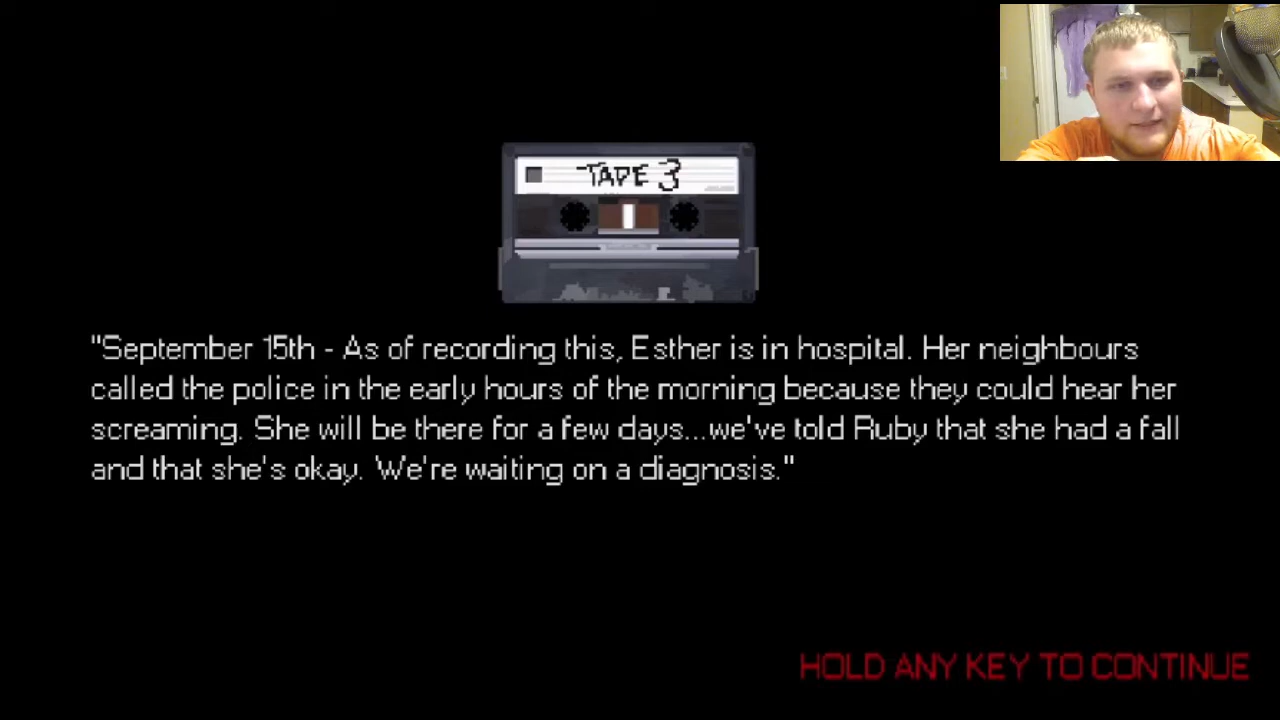 TAPE 3
"September 15th - As of recording this, Esther is in hospital. Her neighbours
called the police in the early hours of the morning because they could hear her
screaming. She will be there for a few days...we've told Ruby that she had a fall
and that she's okay. We're waiting on a diagnosis."
HOLD ANY KEY TO CONTINUE